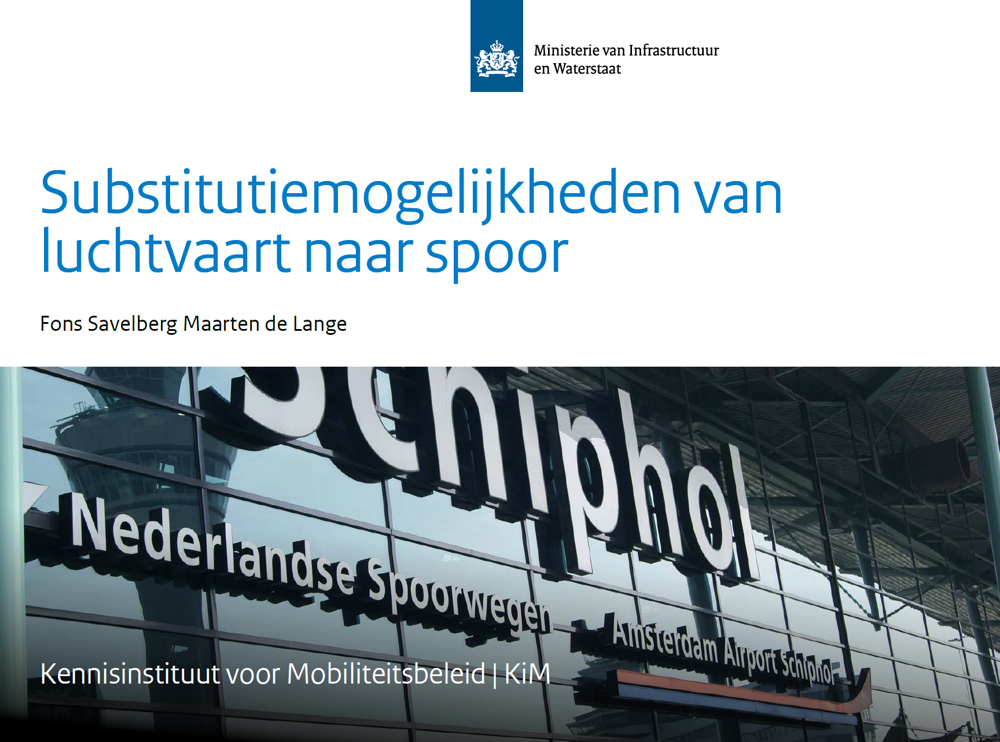 Ministerie van Infrastructuur
en Waterstaat
Substitutiemogelijkheden van
luchtvaart naar spoor
Fons Savelberg Maarten de Lange
Schiphol
Nederlandse Spoorwegen
Amsterdam Airport Schiphol
Kennisinstituut voor Mobiliteitsbeleid | KiM